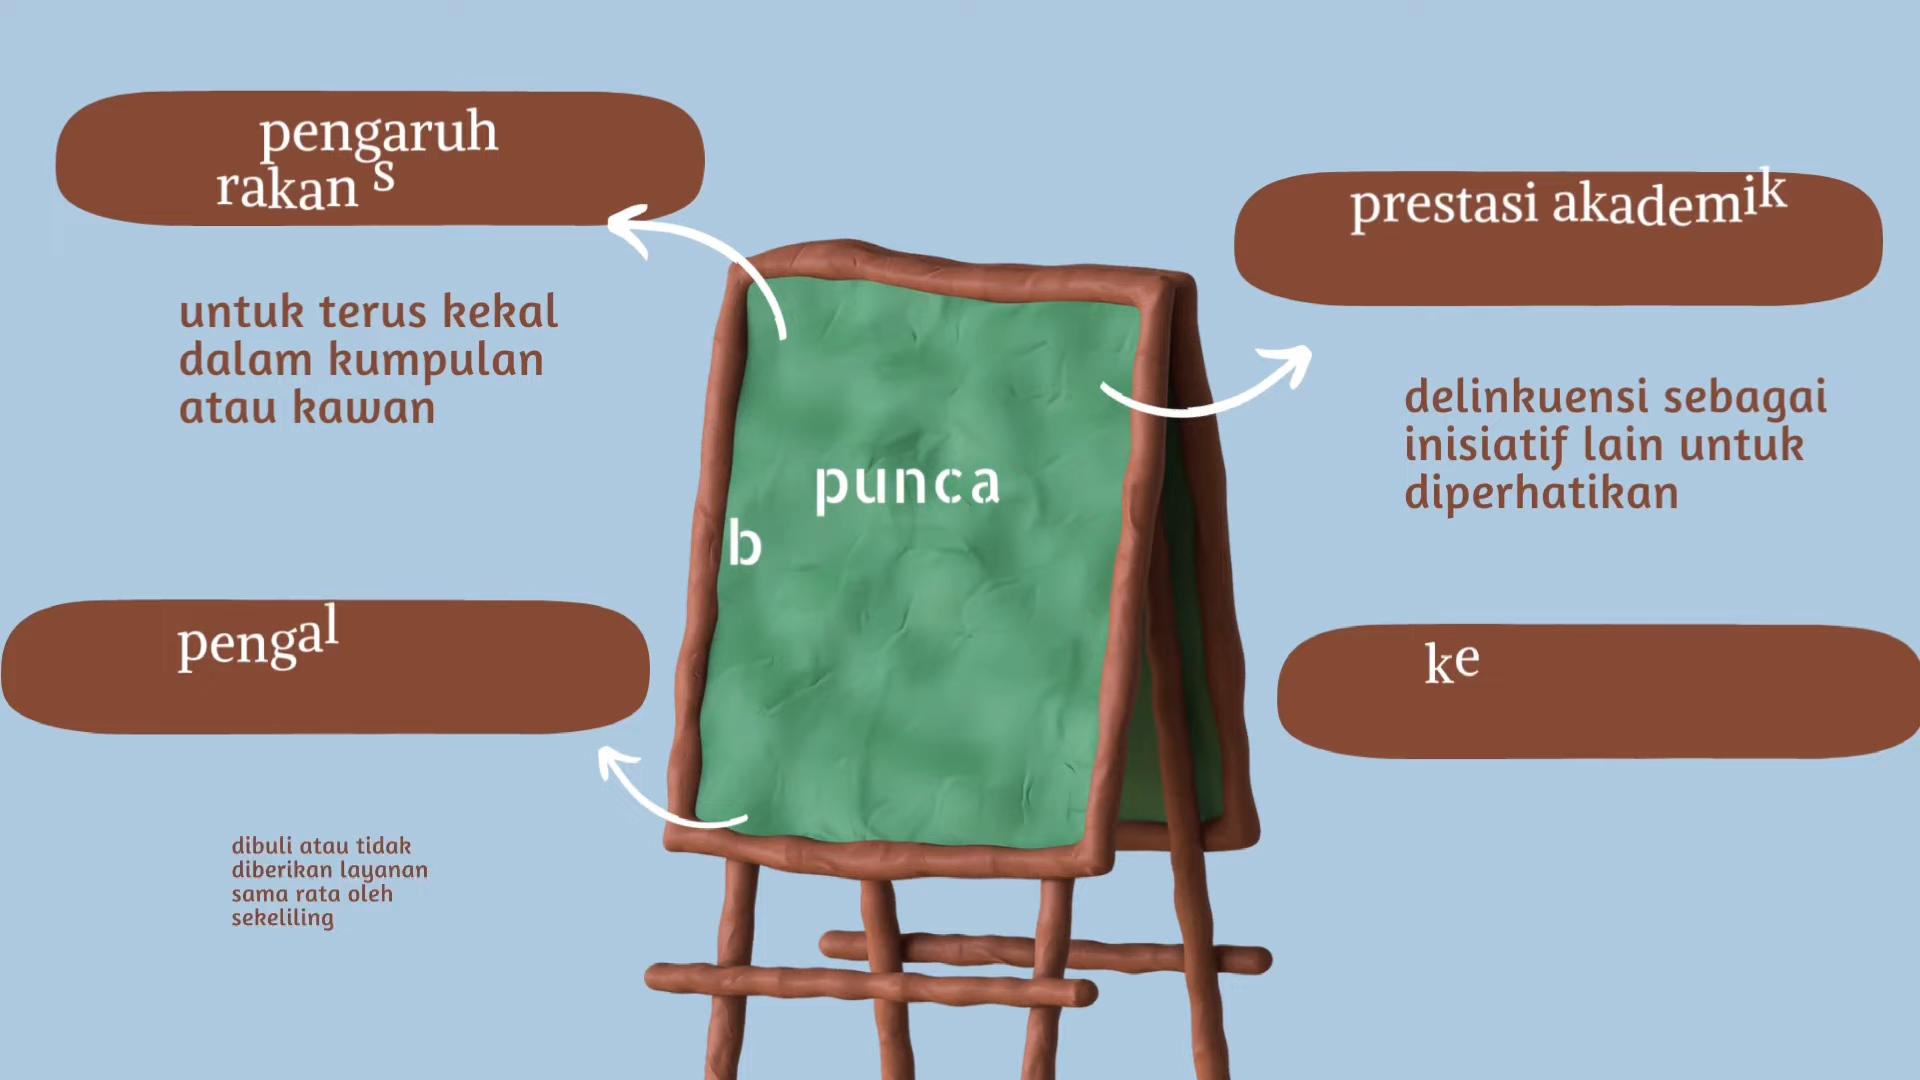 pengaruh
rakan s
untuk terus kekal
dalam kumpulan
atau kawan
prestasi akademik
delinkuensi sebagai
inisiatif lain untuk
diperhatikan
punca
b
pengal
dibuli atau tidak
diberikan layanan
sama rata oleh
sekeliling
ke